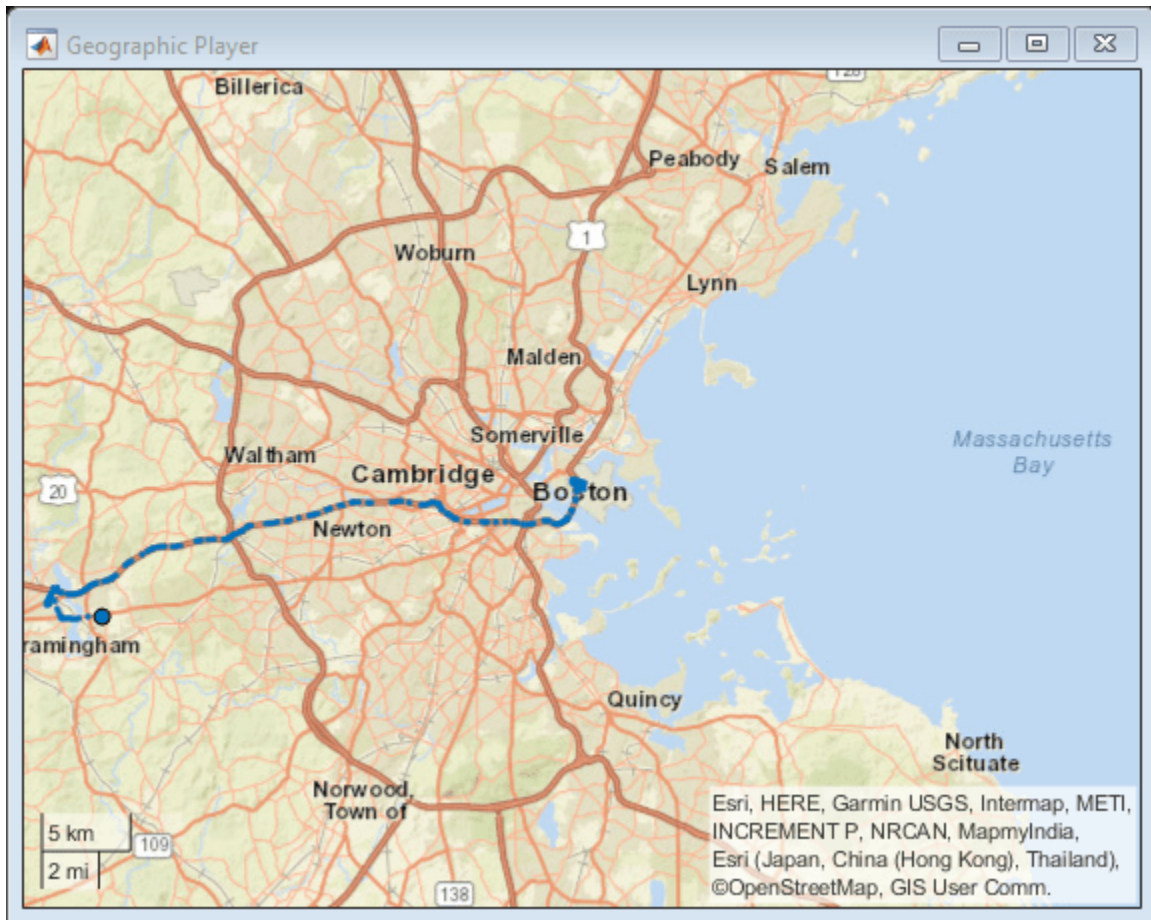 Geographic Player
Billerica
128
Peabody
Salem
1
Woburn
Lynn
Malden
Somerville
Massachusetts
Bay
Waltham
Cambridge
20
Boston
Newton
ramingham
Quincy
North
Scituate
Norwood,
Town of
5 km
2 mi
109
138
Esri, HERE, Garmin USGS, Intermap, METI,
INCREMENT P, NRCAN, MapmyIndia,
Esri (Japan, China (Hong Kong), Thailand),
©OpenStreetMap, GIS User Comm.